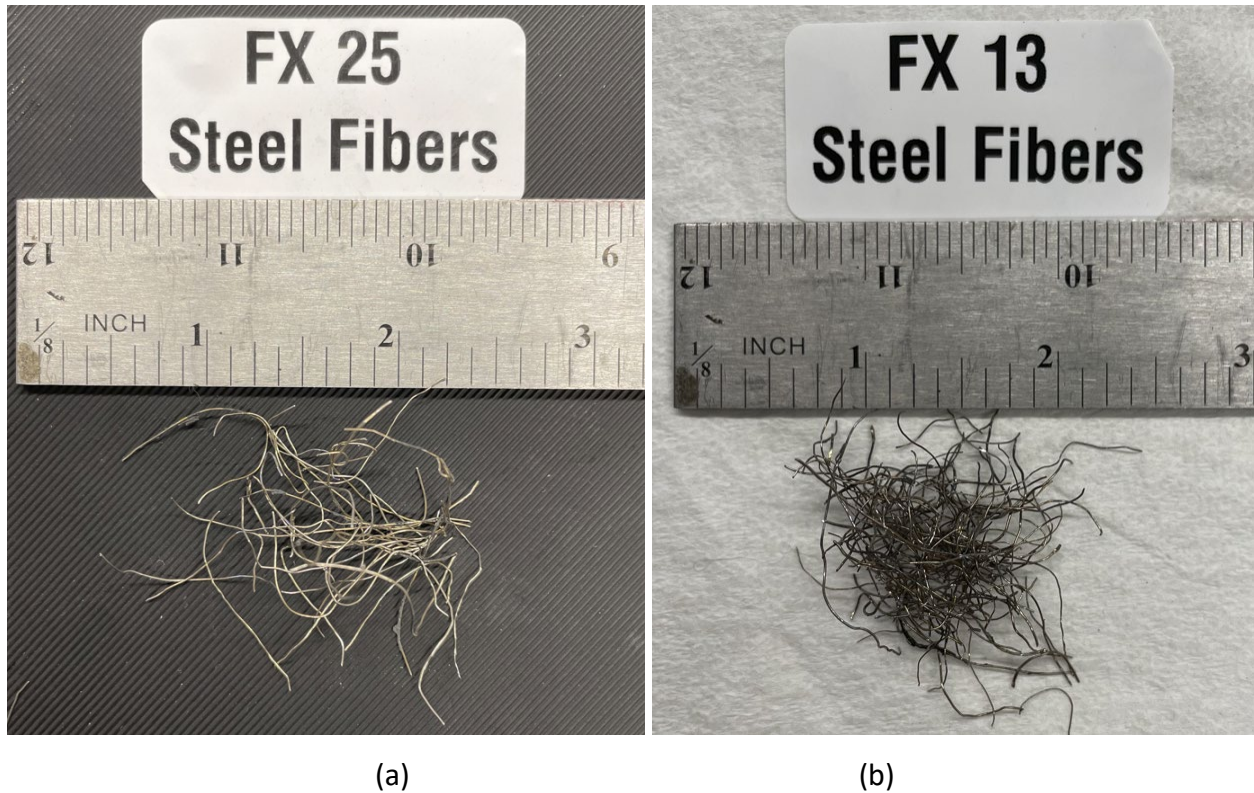 FX 25
Steel Fibers
12 11 10 9
1/8 INCH 1 2 3
FX 13
Steel Fibers
12 11 10
1/8 INCH 1 2 3
(a)
(b)